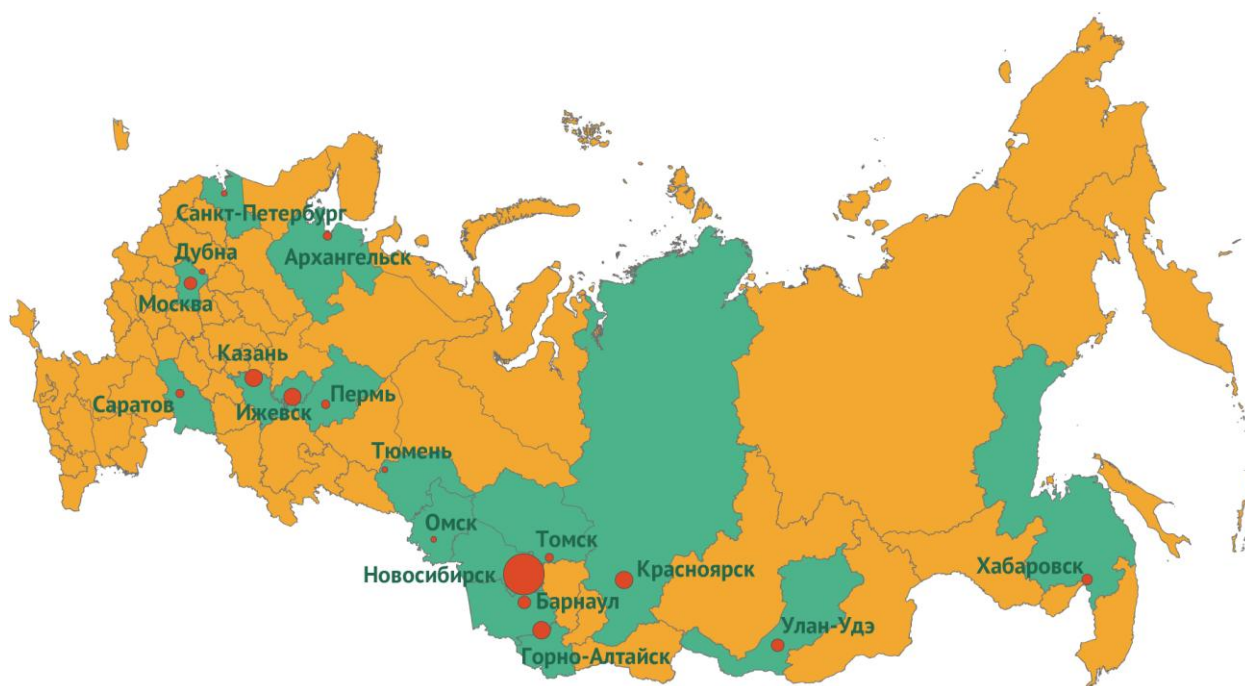 Санкт-Петербург
Архангельск
Дубна
Москва
Казань
Саратов
Ижевск
Пермь
Тюмень
Омск
Томск
Новосибирск
Красноярск
Хабаровск
Барнаул
Улан-Удэ
Горно-Алтайск